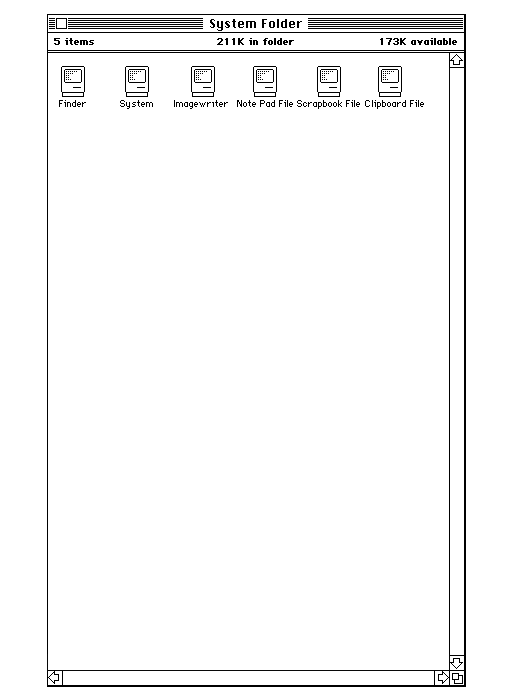 System Folder
5 items 211K in folder 173K available
Finder System Imagewriter Note Pad File Scrapbook File Clipboard File